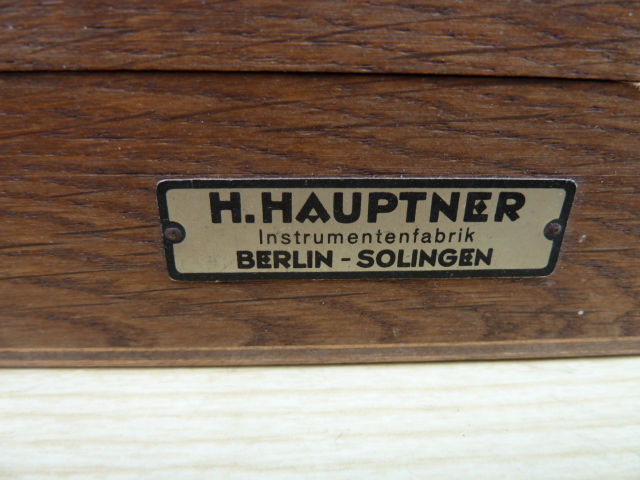 H.HAUPTNER
Instrumentenfabrik
BERLIN - SOLINGEN